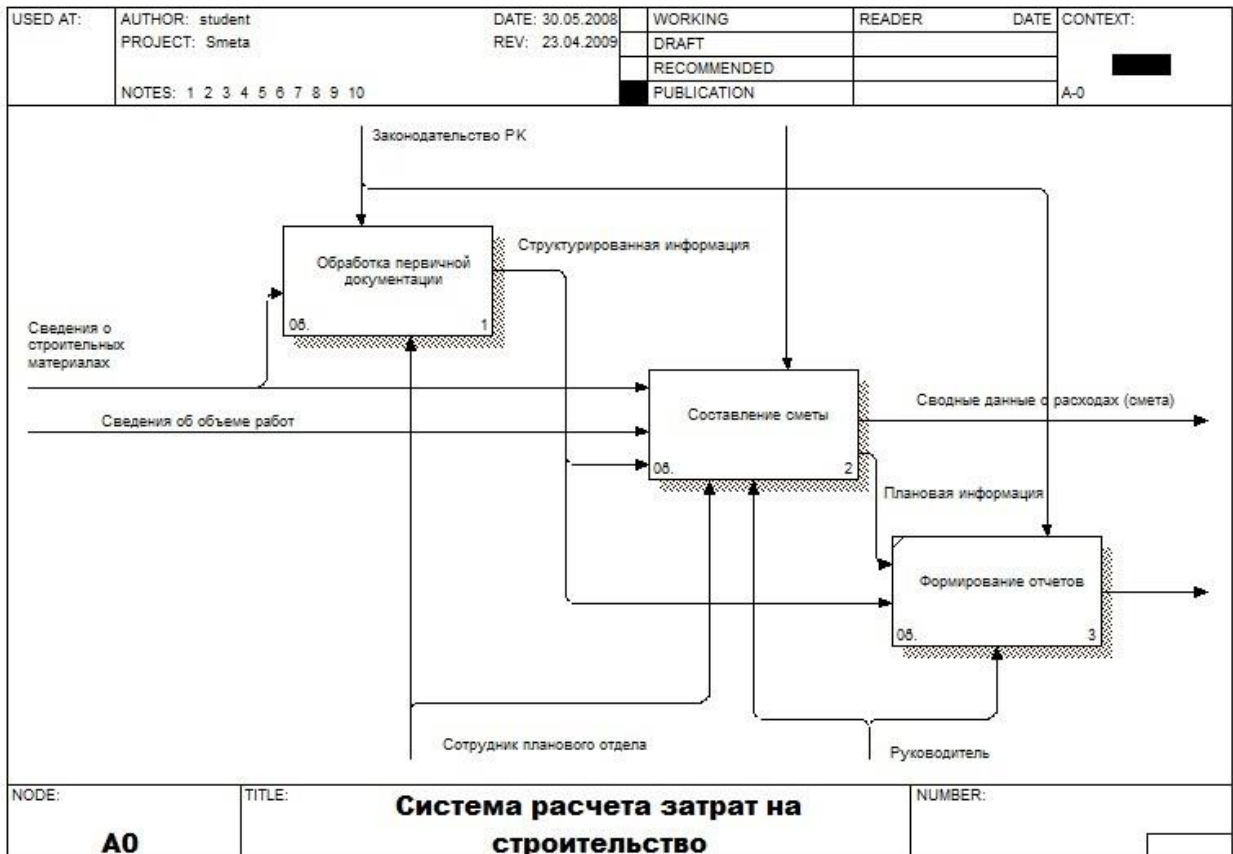 USED AT:
AUTHOR: student
DATE: 30.05.2008
PROJECT: Smeta
REV: 23.04.2009
NOTES: 1 2 3 4 5 6 7 8 9 10
WORKING
DRAFT
RECOMMENDED
PUBLICATION
READER
DATE
CONTEXT:
A-0
Законодательство РК
Обработка первичной
документации
0б.
1
Структурированная информация
Сведения о
строительных
материалах
Сведения об объеме работ
Составление сметы
0б.
2
Сводные данные о расходах (смета)
Плановая информация
Формирование отчетов
0б.
3
Сотрудник планового отдела
Руководитель
NODE:
A0
TITLE:
Система расчета затрат на
строительство
NUMBER: